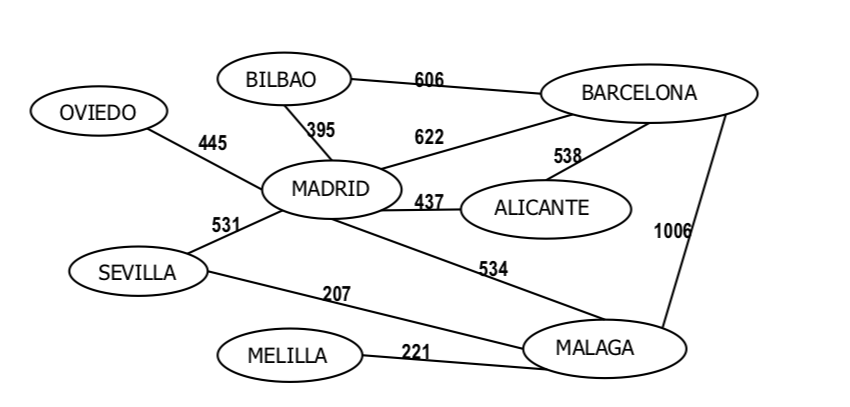 BILBAO
606
BARCELONA
OVIEDO
445
395
622
538
MADRID
437
ALICANTE
531
1006
SEVILLA
534
207
MELILLA
221
MALAGA